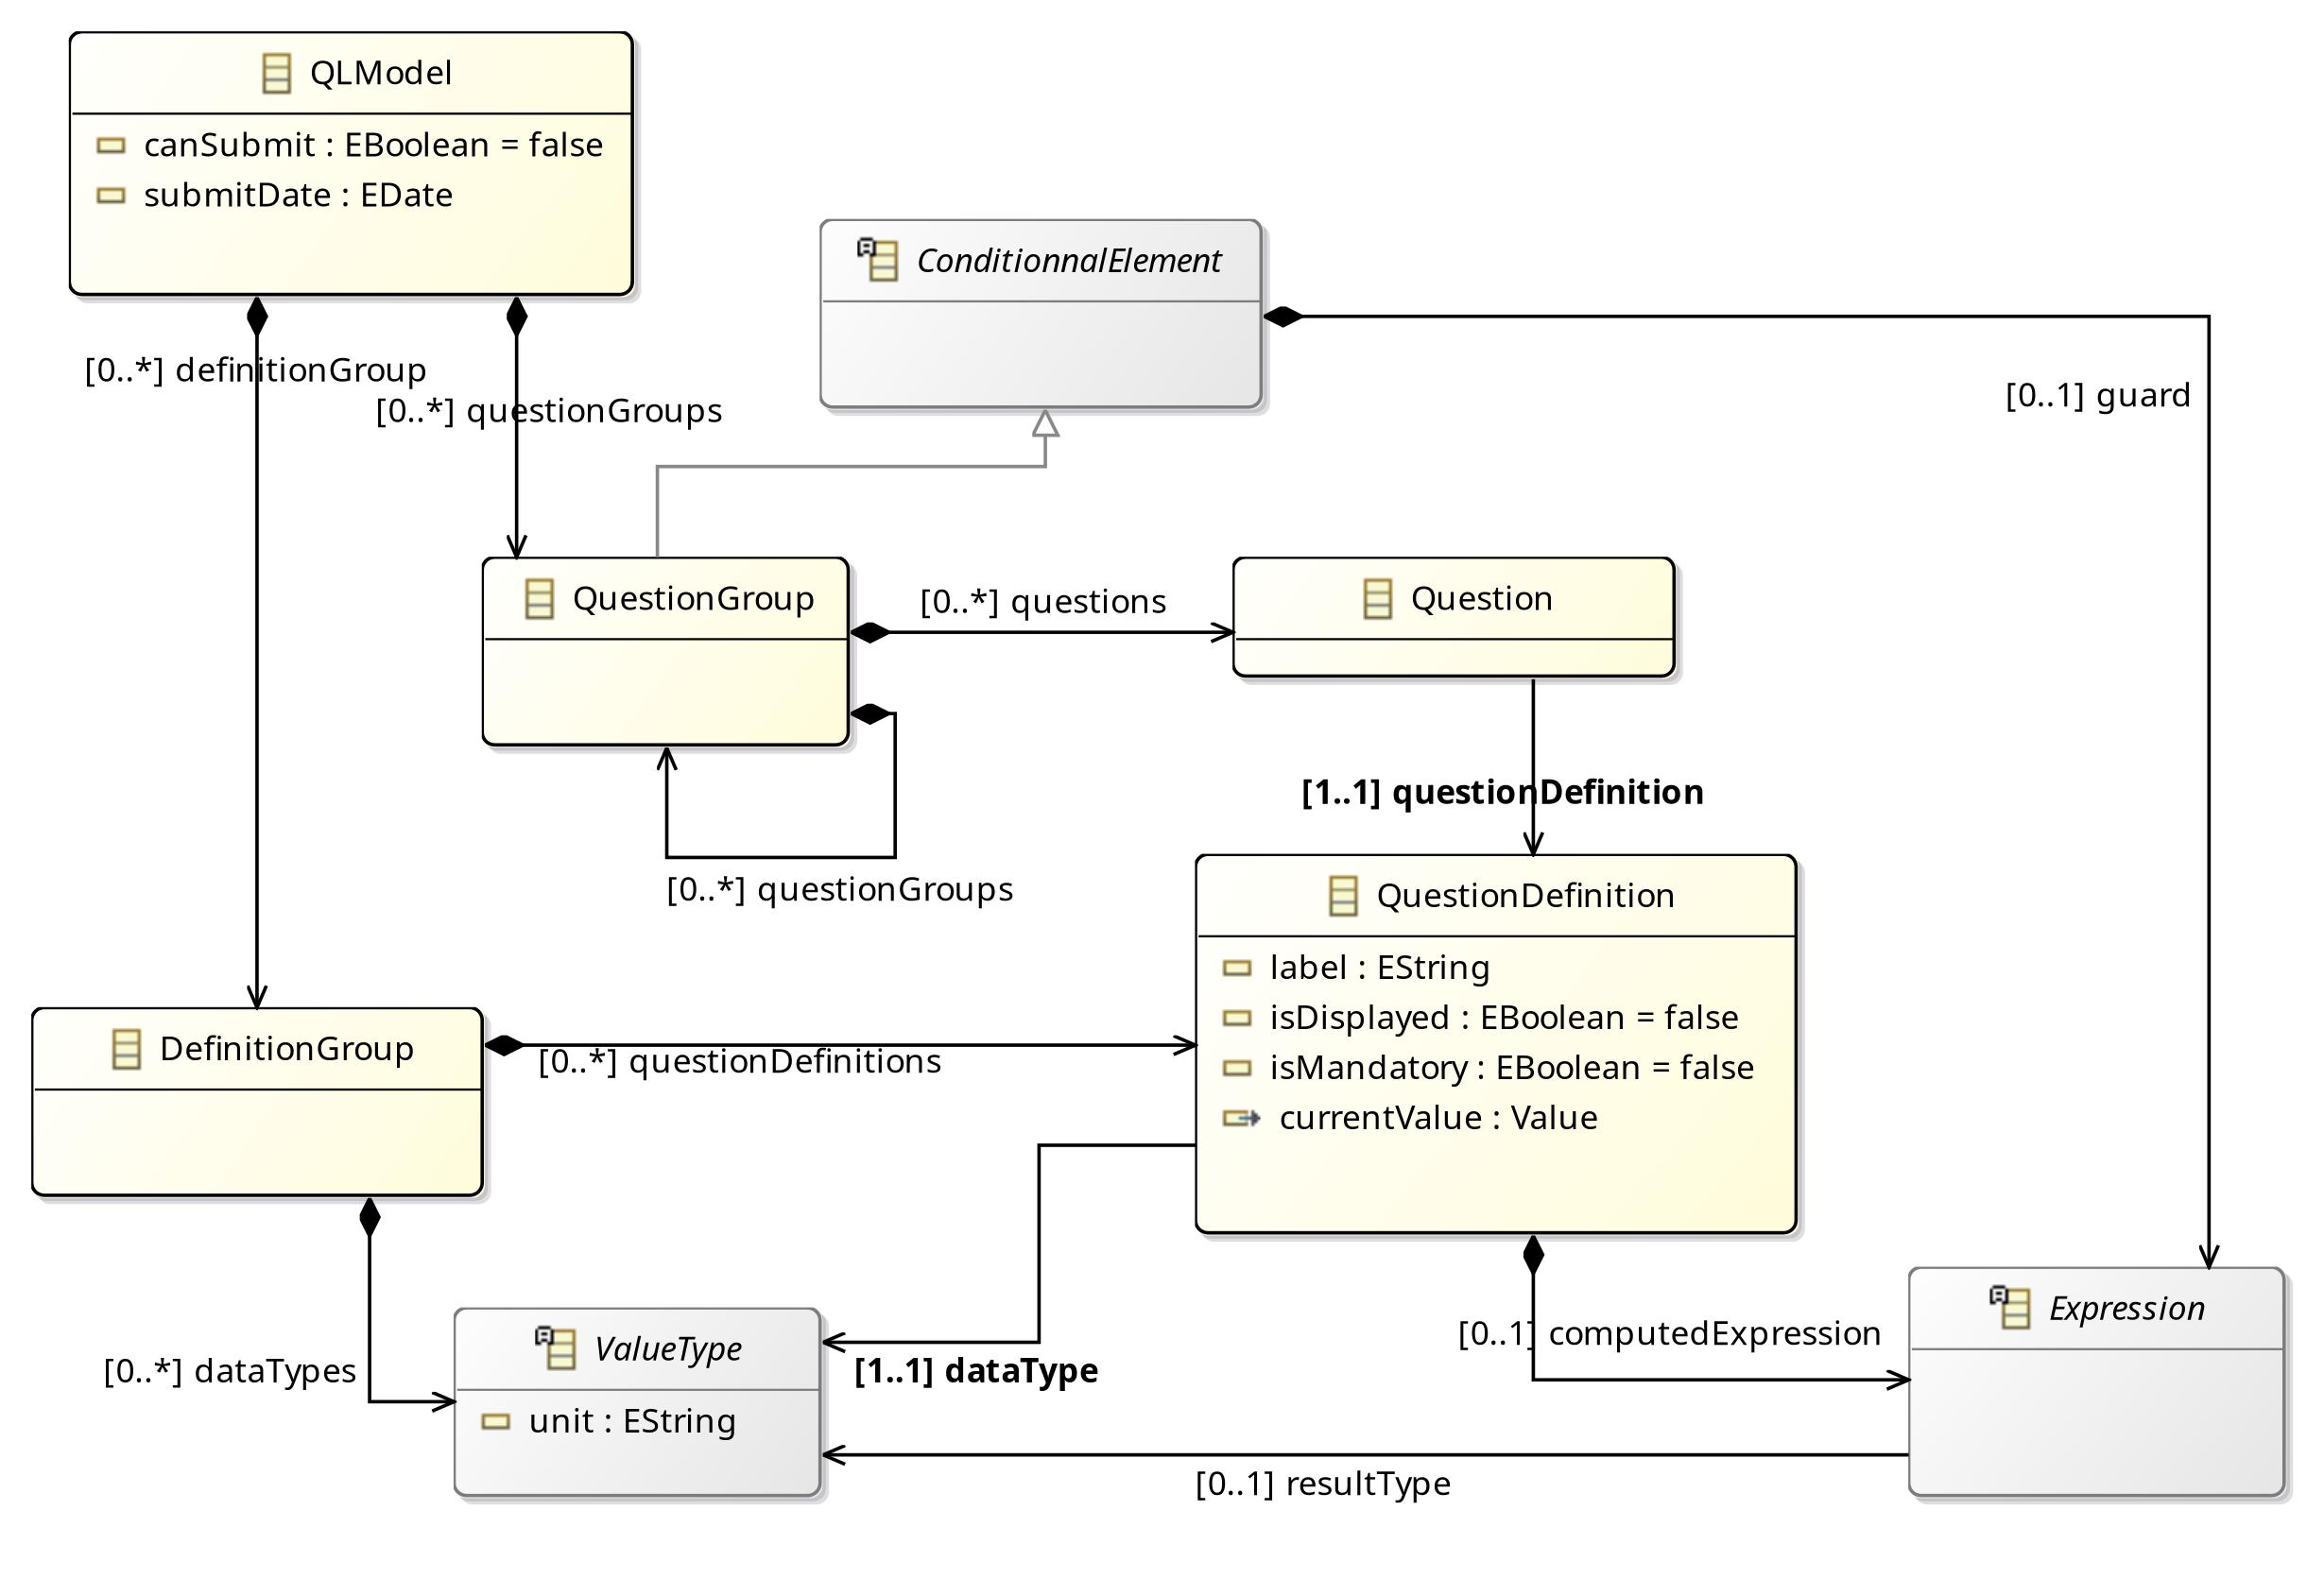 QLModel
canSubmit : EBoolean = false
submitDate : EDate
ConditionnalElement
[0..*] definitionGroup
[0..*] questionGroups
[0..1] guard
QuestionGroup
[0..*] questions
Question
[1..1] questionDefinition
[0..*] questionGroups
QuestionDefinition
label : EString
isDisplayed : EBoolean = false
isMandatory : EBoolean = false
currentValue : Value
DefinitionGroup
[0..*] questionDefinitions
[0..*] dataTypes
ValueType
unit : EString
[1..1] dataType
[0..1] computedExpression
Expression
[0..1] resultType